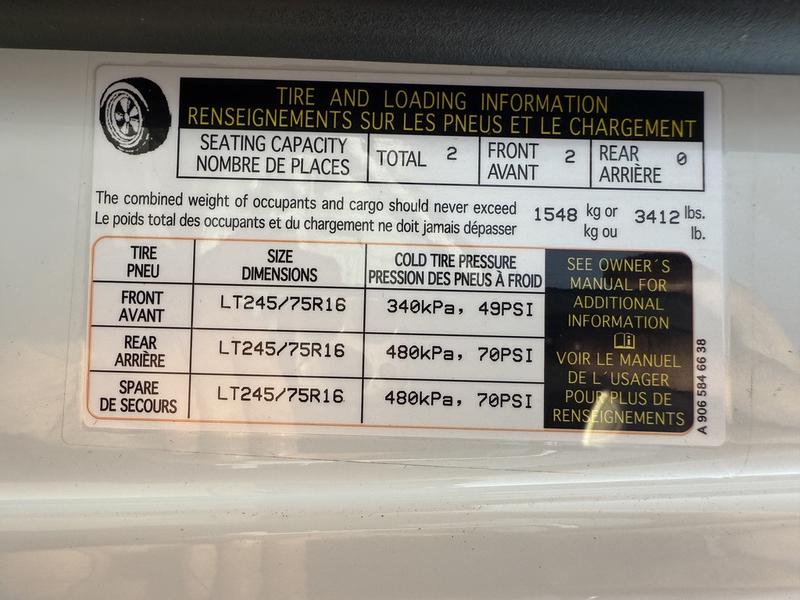 TIRE AND LOADING INFORMATION
RENSEIGNEMENTS SUR LES PNEUS ET LE CHARGEMENT
SEATING CAPACITY
NOMBRE DE PLACES
TOTAL 2
FRONT
AVANT
2
REAR
ARRIÈRE
0
The combined weight of occupants and cargo should never exceed
Le poids total des occupants et du chargement ne doit jamais dépasser
1548
kg or
kg ou
3412
lbs.
lb.
TIRE
PNEU
SIZE
DIMENSIONS
COLD TIRE PRESSURE
PRESSION DES PNEUS À FROID
FRONT
AVANT
LT245/75R16
340kPa, 49PSI
REAR
ARRIÈRE
LT245/75R16
480kPa, 70PSI
SPARE
DE SECOURS
LT245/75R16
480kPa, 70PSI
SEE OWNER´S
MANUAL FOR
ADDITIONAL
INFORMATION
VOIR LE MANUEL
DE L´USAGER
POUR PLUS DE
RENSEIGNEMENTS
A 906 584 66 38